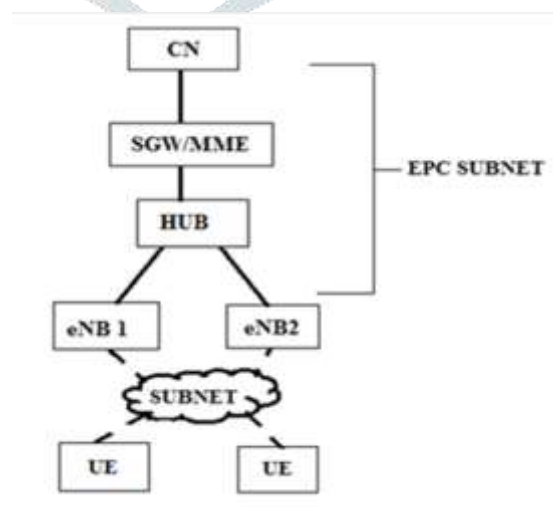 CN
SGW/MME
EPC SUBNET
HUB
eNB 1
eNB2
SUBNET
UE
UE